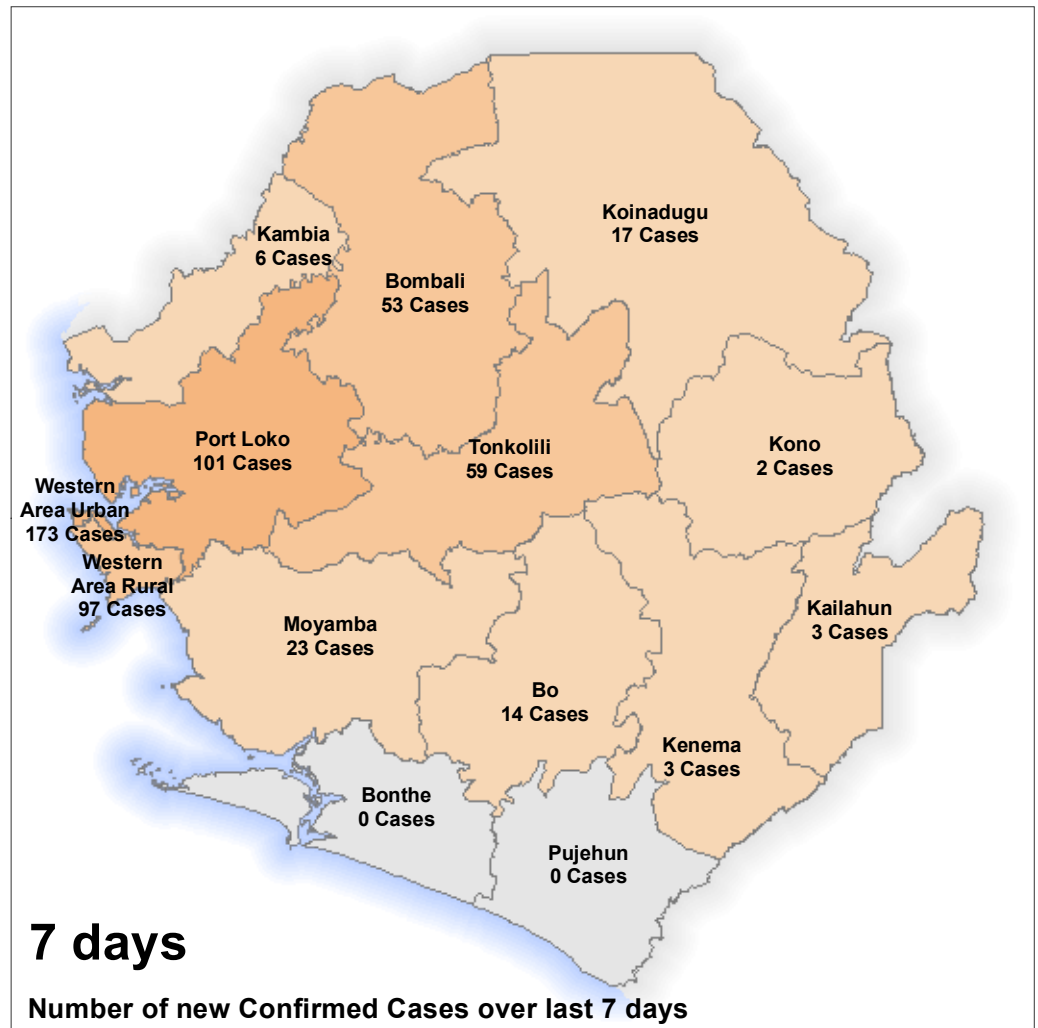 Koinadugu
17 Cases
Kambia
6 Cases
Bombali
53 Cases
Port Loko
101 Cases
Tonkolili
59 Cases
Kono
2 Cases
Western
Area Urban
173 Cases
Western
Area Rural
97 Cases
Moyamba
23 Cases
Kailahun
3 Cases
Bo
14 Cases
Kenema
3 Cases
Bonthe
0 Cases
Pujehun
0 Cases
7 days
Number of new Confirmed Cases over last 7 days